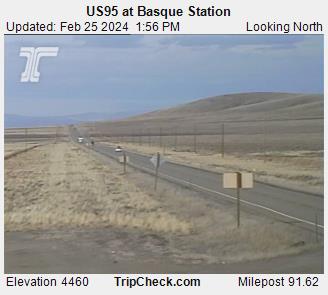 US95 at Basque Station
Updated: Feb 25 2024 1:56 PM Looking North
Elevation 4460 TripCheck.com Milepost 91.62